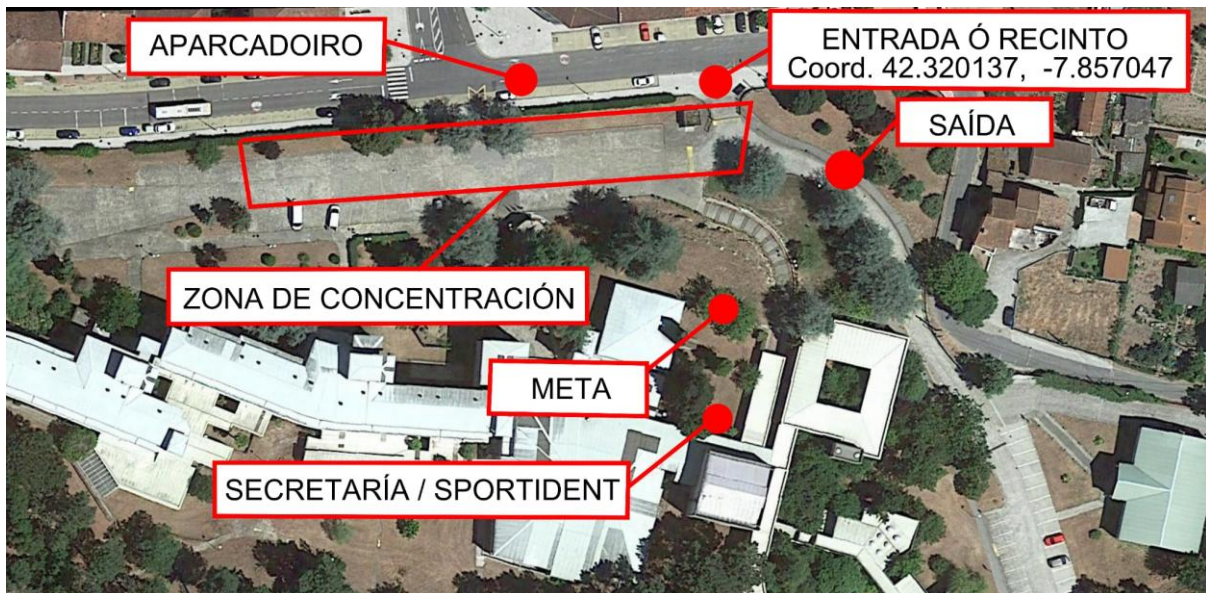 APARCADOIRO
ENTRADA Ó RECINTO
Coord. 42.320137, -7.857047
SAÍDA
ZONA DE CONCENTRACIÓN
META
SECRETARÍA / SPORTIDENT